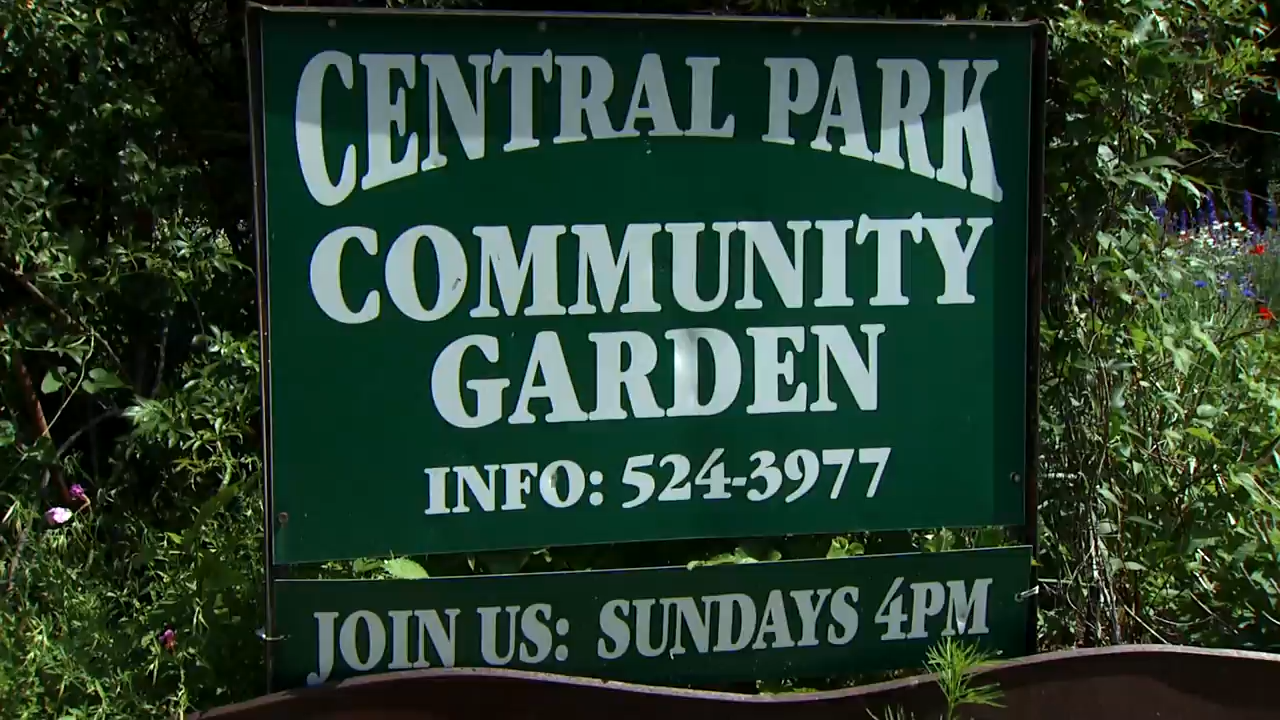 CENTRAL PARK
COMMUNITY
GARDEN
INFO: 524-3977
JOIN US: SUNDAYS 4PM